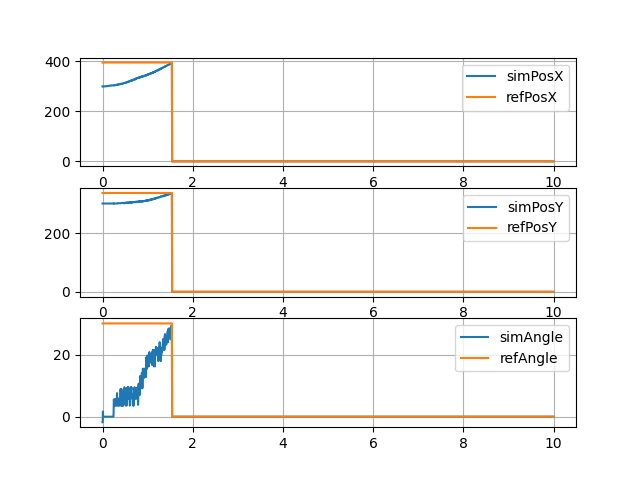 400
200
0
0 2 4 6 8 10
simPosX
refPosX
200
0
0 2 4 6 8 10
simPosY
refPosY
20
0
0 2 4 6 8 10
simAngle
refAngle